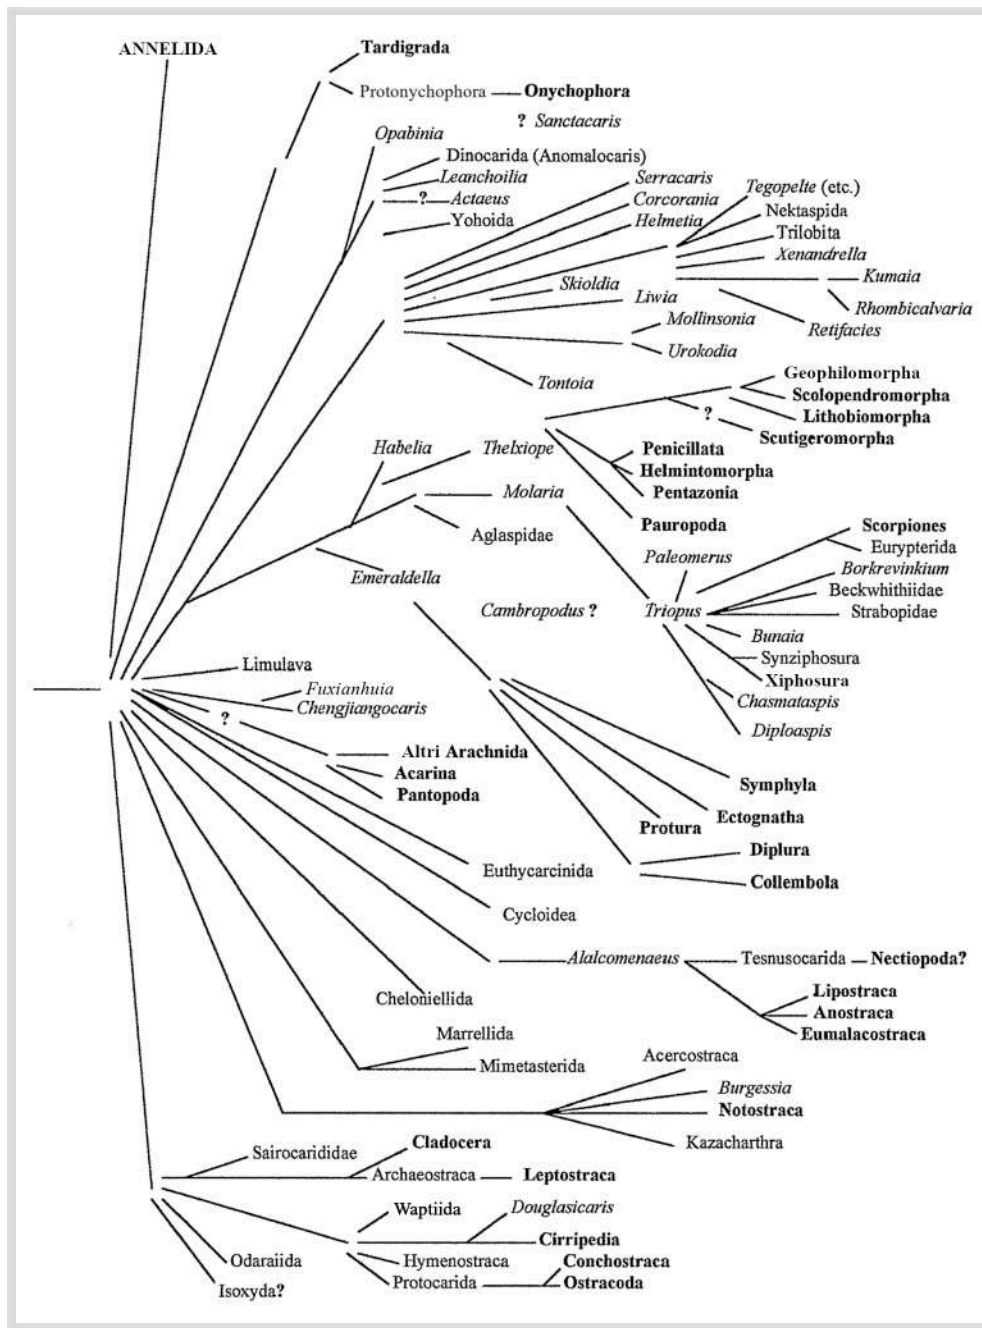 ANNELIDA
Tardigrada
Protonychophora
Onychophora
? Sanctacaris
Opabinia
Dinocarida (Anomalocaris)
Leanchoilia
? Actaeus
Yohoida
Serracaris
Corcorania
Helmetia
Tegopelte (etc.)
Nektaspida
Trilobita
Xenandrella
Kumaia
Rhombicalvaria
Retifacies
Skioldia
Liwia
Mollinsonia
Urokodia
Tontoia
Geophilomorpha
Scolopendromorpha
Lithobiomorpha
?
Scutigeromorpha
Penicillata
Helmintomorpha
Pentazonia
Pauropoda
Habelia
Thelxiope
Molaria
Aglaspidae
Emeraldella
Cambropodus ?
Paleomerus
Triopus
Scorpiones
Eurypterida
Borkrevinkium
Beckwhithiidae
Strabopidae
Bunaia
Synziphosura
Xiphosura
Chasmataspis
Diploaspis
Limulava
Fuxianhuia
Chengjiangocaris
?
Altri Arachnida
Acarina
Pantopoda
Symphyla
Ectognatha
Protura
Diplura
Collembola
Euthycarcinida
Cycloidea
Alalcomenaeus
Tesnusocarida
Nectiopoda?
Lipostraca
Anostraca
Eumalacostraca
Cheloniellida
Marrellida
Mimetasterida
Acercostraca
Burgessia
Notostraca
Kazacharthra
Sairocarididae
Cladocera
Archaeostraca
Leptostraca
Waptiida
Douglasicaris
Cirripedia
Odaraiida
Hymenostraca
Conchostraca
Protocarida
Ostracoda
Isoxyda?